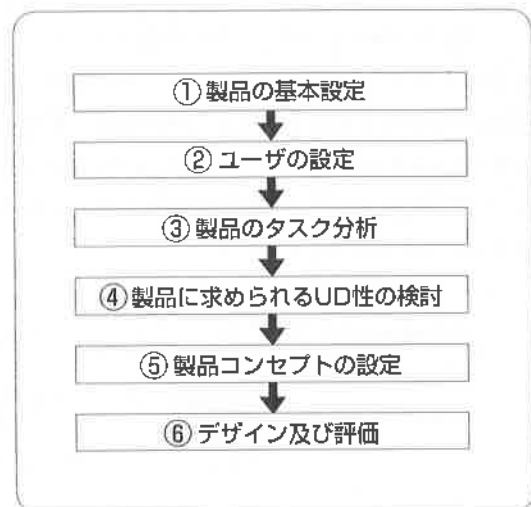 ①製品の基本設定
②ユーザの設定
③製品のタスク分析
④製品に求められるUD性の検討
⑤製品コンセプトの設定
⑥デザイン及び評価